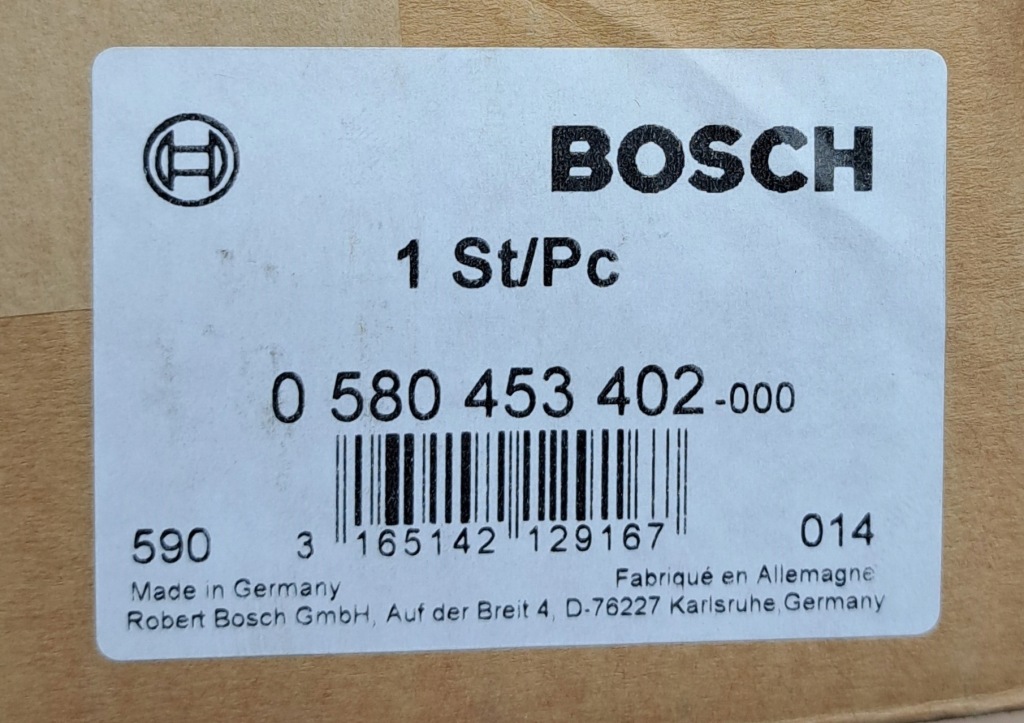 BOSCH
1 St/Pc
0 580 453 402-000
590 3 165142 129167 014
Made in Germany Fabriqué en Allemagne
Robert Bosch GmbH, Auf der Breit 4, D-76227 Karlsruhe, Germany